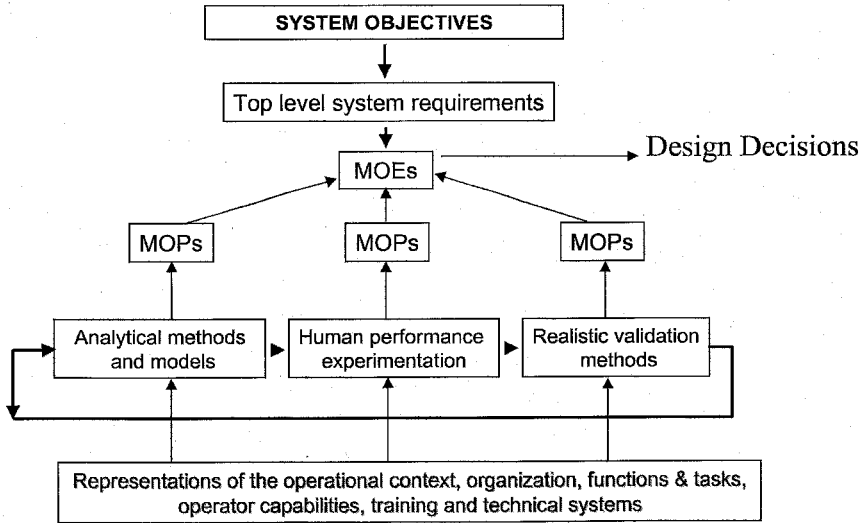 SYSTEM OBJECTIVES
Top level system requirements
MOEs
Design Decisions
MOPs
MOPs
MOPs
Analytical methods
and models
Human performance
experimentation
Realistic validation
methods
Representations of the operational context, organization, functions & tasks,
operator capabilities, training and technical systems